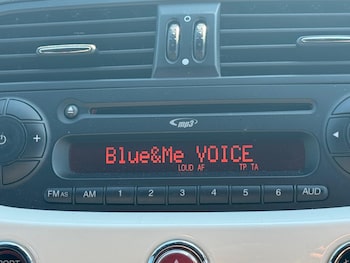 mp3
Blue&Me VOICE
LOUD AF TP TA
FM AS AM 1 2 3 4 5 6 AUD